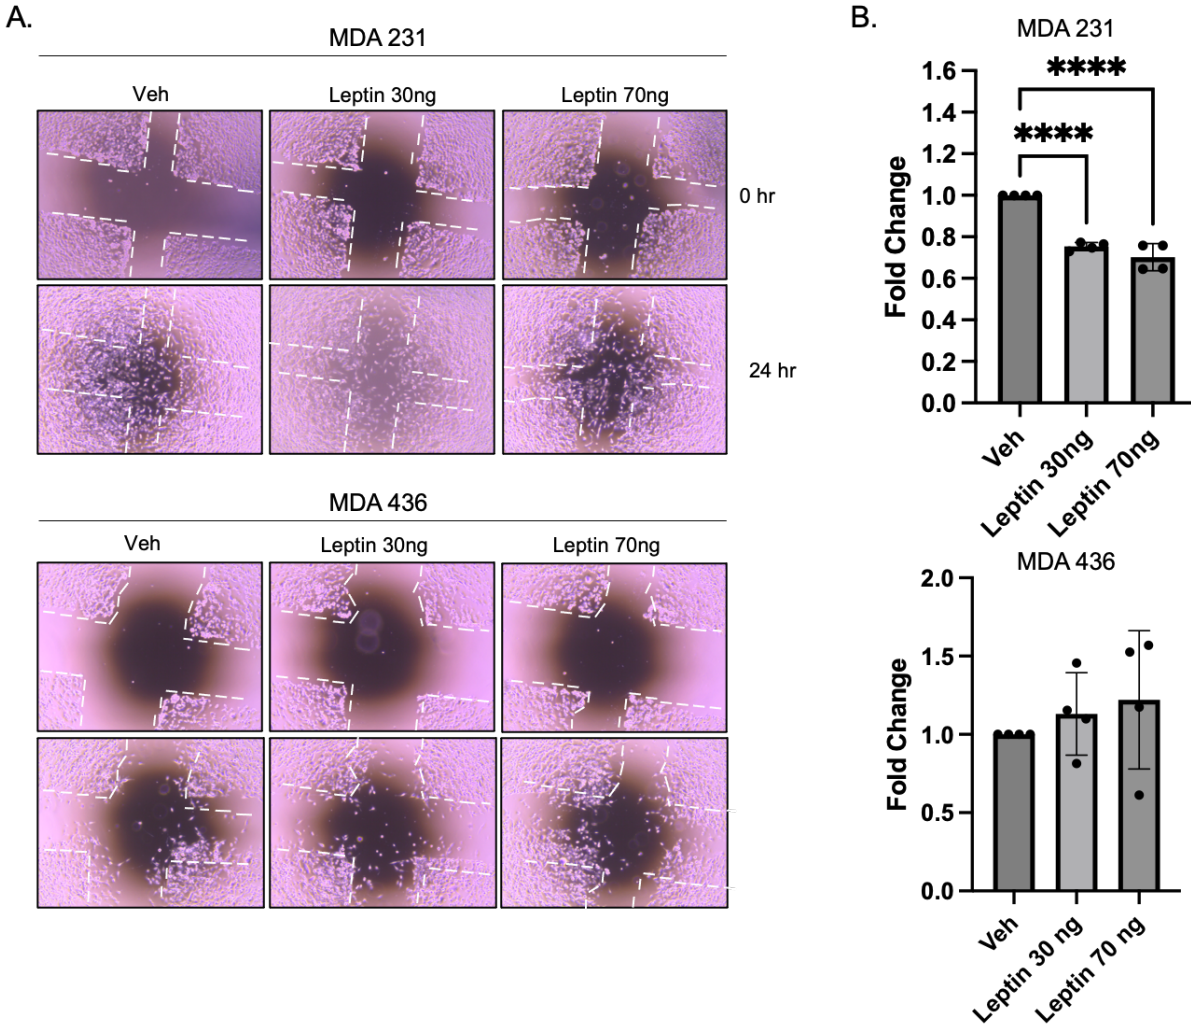 A.
MDA 231
Veh
Leptin 30ng
Leptin 70ng
0 hr
24 hr
MDA 436
Veh
Leptin 30ng
Leptin 70ng
B.
MDA 231
Fold Change
1.6
1.4
1.2
1.0
0.8
0.6
0.4
0.2
0.0
****
****
Veh
Leptin 30ng
Leptin 70ng
MDA 436
Fold Change
2.0
1.5
1.0
0.5
0.0
Veh
Leptin 30 ng
Leptin 70 ng